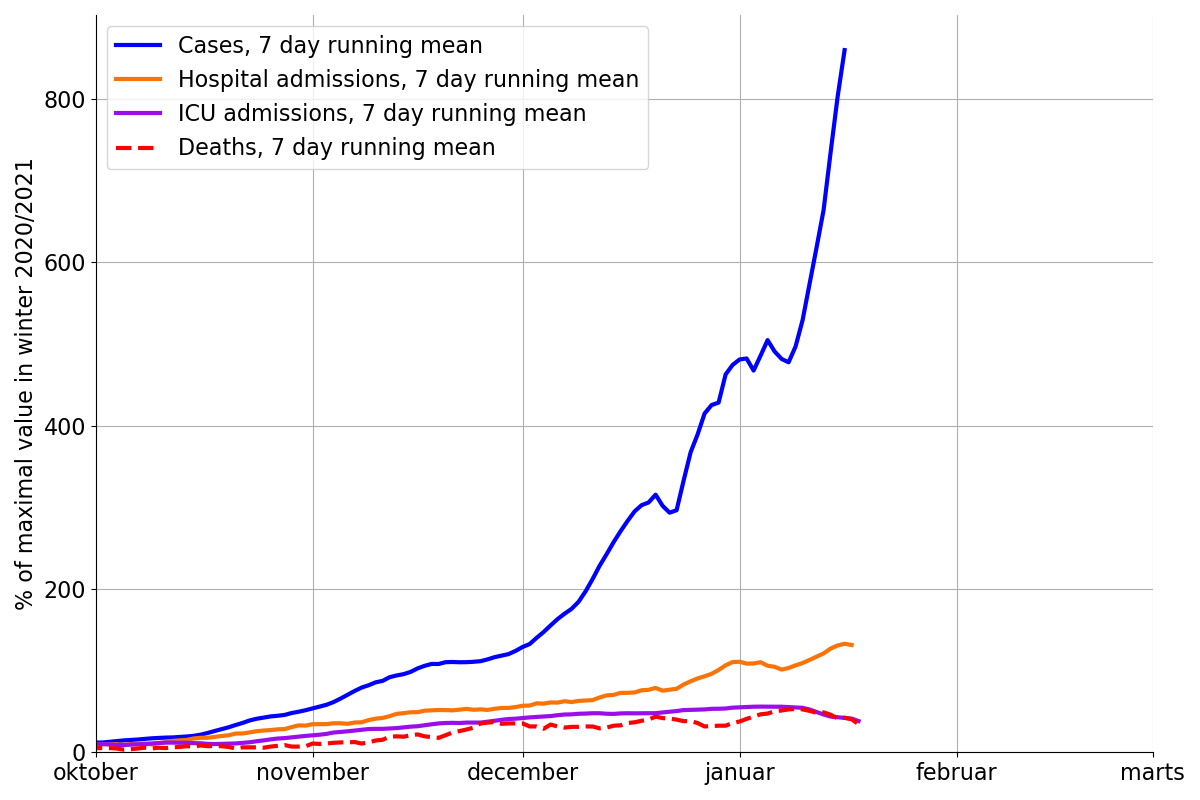 Cases, 7 day running mean
Hospital admissions, 7 day running mean
ICU admissions, 7 day running mean
Deaths, 7 day running mean
% of maximal value in winter 2020/2021
800
600
400
200
0
oktober november december januar februar marts